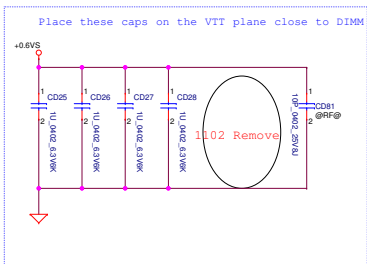 Place these caps on the VTT plane close to DIMM
+0.6VS
1
CD25
2
1U_0402_6.3V6K
1
CD26
2
1U_0402_6.3V6K
1
CD27
2
1U_0402_6.3V6K
1
CD28
2
1U_0402_6.3V6K
1102 Remove
1
CD81
@RF@
2
10P_0402_25V8J